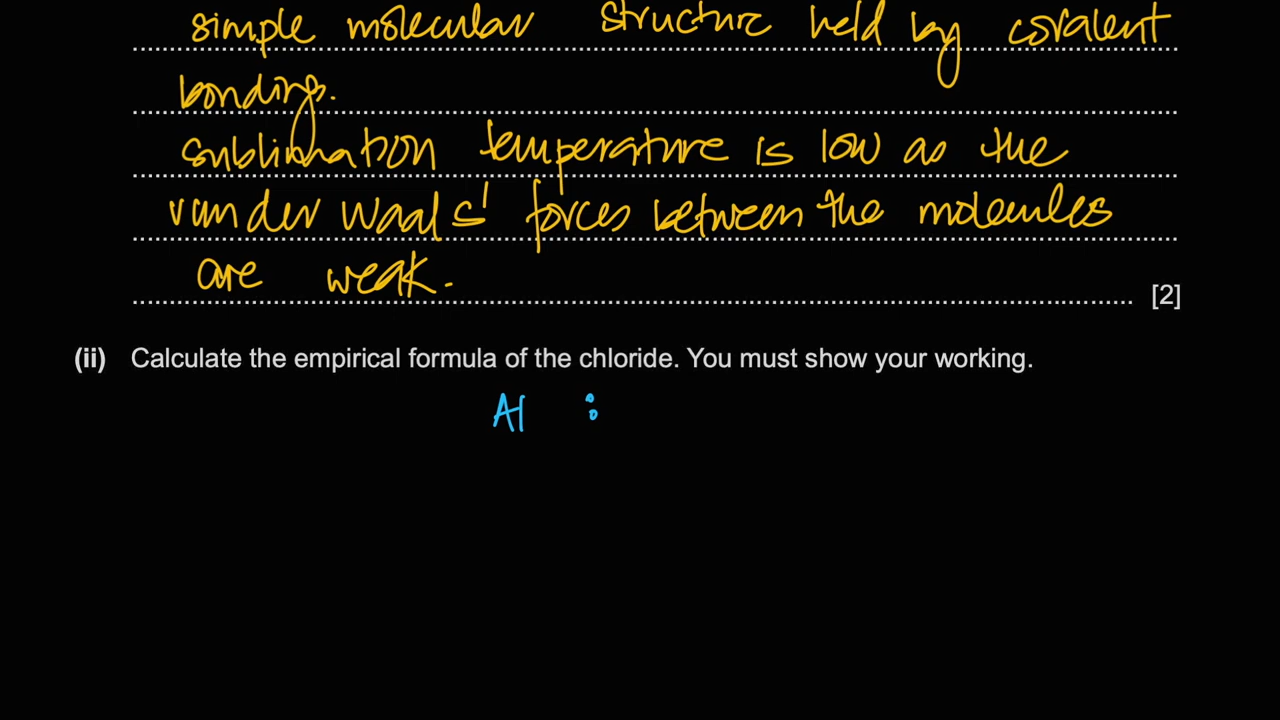 simple molecular structure held by covalent
bonding.
sublimation temperature is low as the
van der Waals' forces between the molecules
are weak.
[2]
(ii) Calculate the empirical formula of the chloride. You must show your working.
Al :